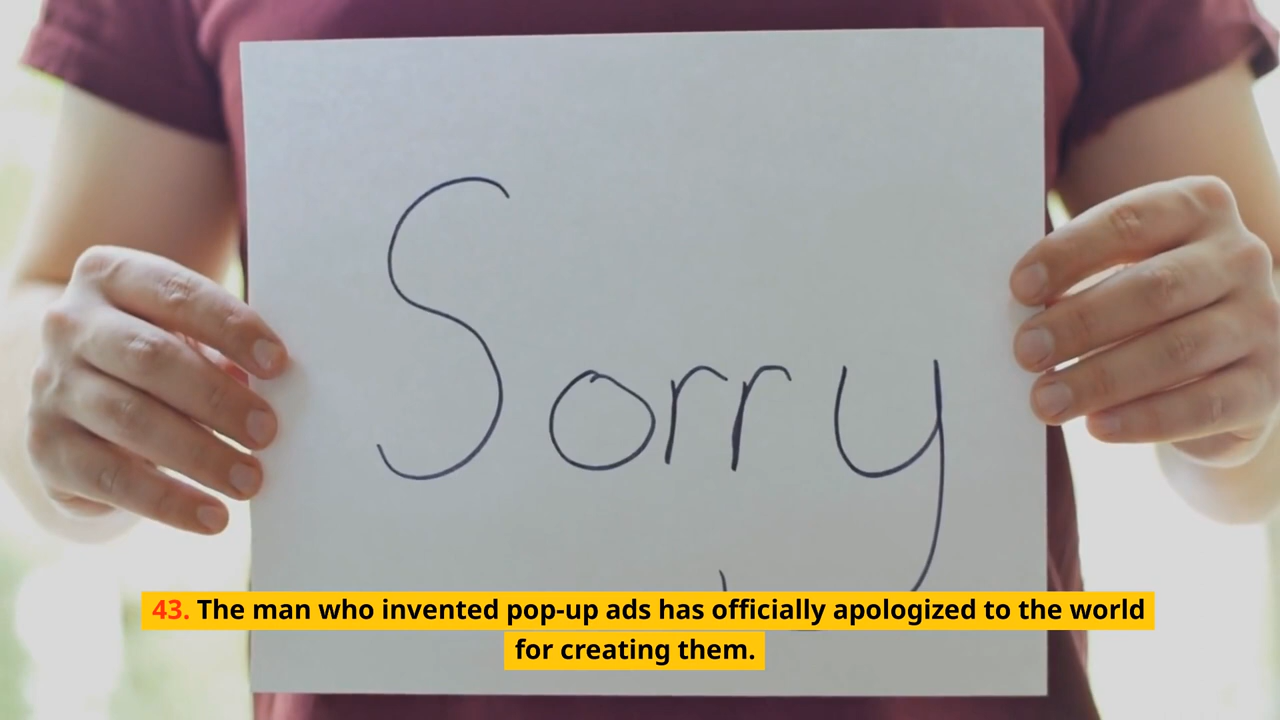 Sorry
43. The man who invented pop-up ads has officially apologized to the world
for creating them.